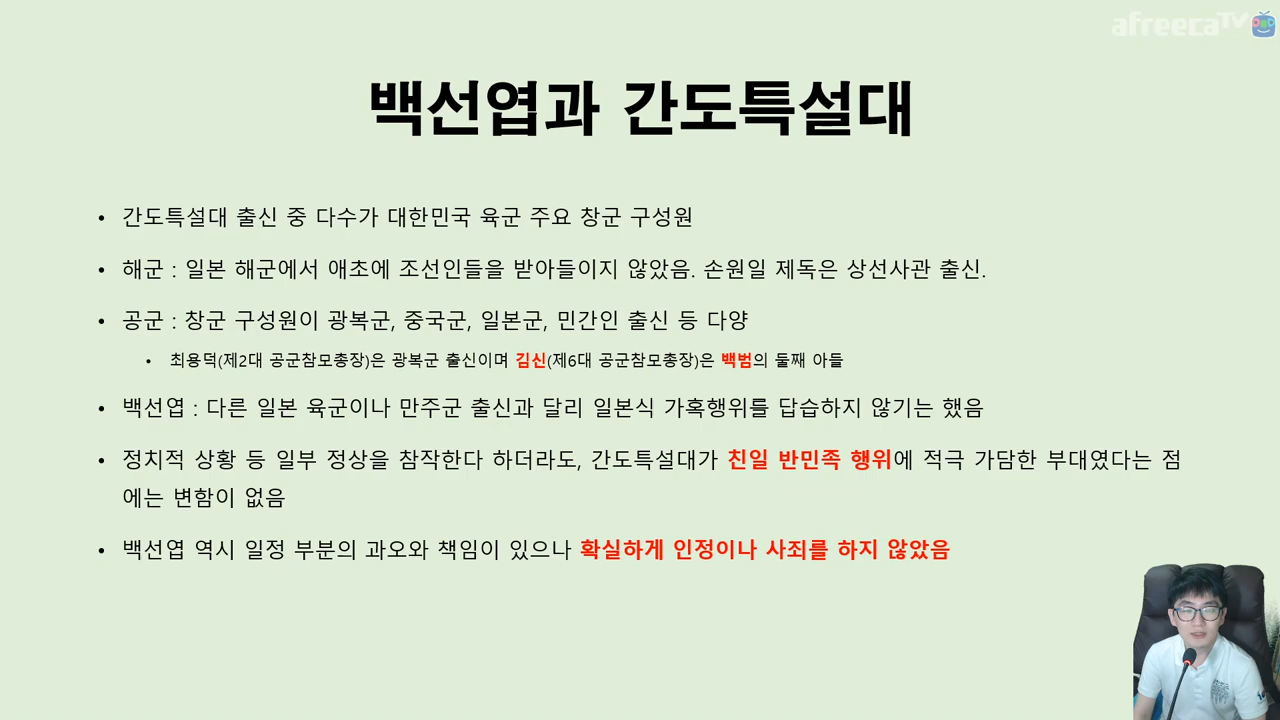 afreecaTV
백선엽과 간도특설대
• 간도특설대 출신 중 다수가 대한민국 육군 주요 창군 구성원
• 해군 : 일본 해군에서 애초에 조선인들을 받아들이지 않았음. 손원일 제독은 상선사관 출신.
• 공군 : 창군 구성원이 광복군, 중국군, 일본군, 민간인 출신 등 다양
• 최용덕(제2대 공군참모총장)은 광복군 출신이며 김신(제6대 공군참모총장)은 백범의 둘째 아들
• 백선엽 : 다른 일본 육군이나 만주군 출신과 달리 일본식 가혹행위를 답습하지 않기는 했음
• 정치적 상황 등 일부 정상을 참작한다 하더라도, 간도특설대가 친일 반민족 행위에 적극 가담한 부대였다는 점
에는 변함이 없음
• 백선엽 역시 일정 부분의 과오와 책임이 있으나 확실하게 인정이나 사죄를 하지 않았음